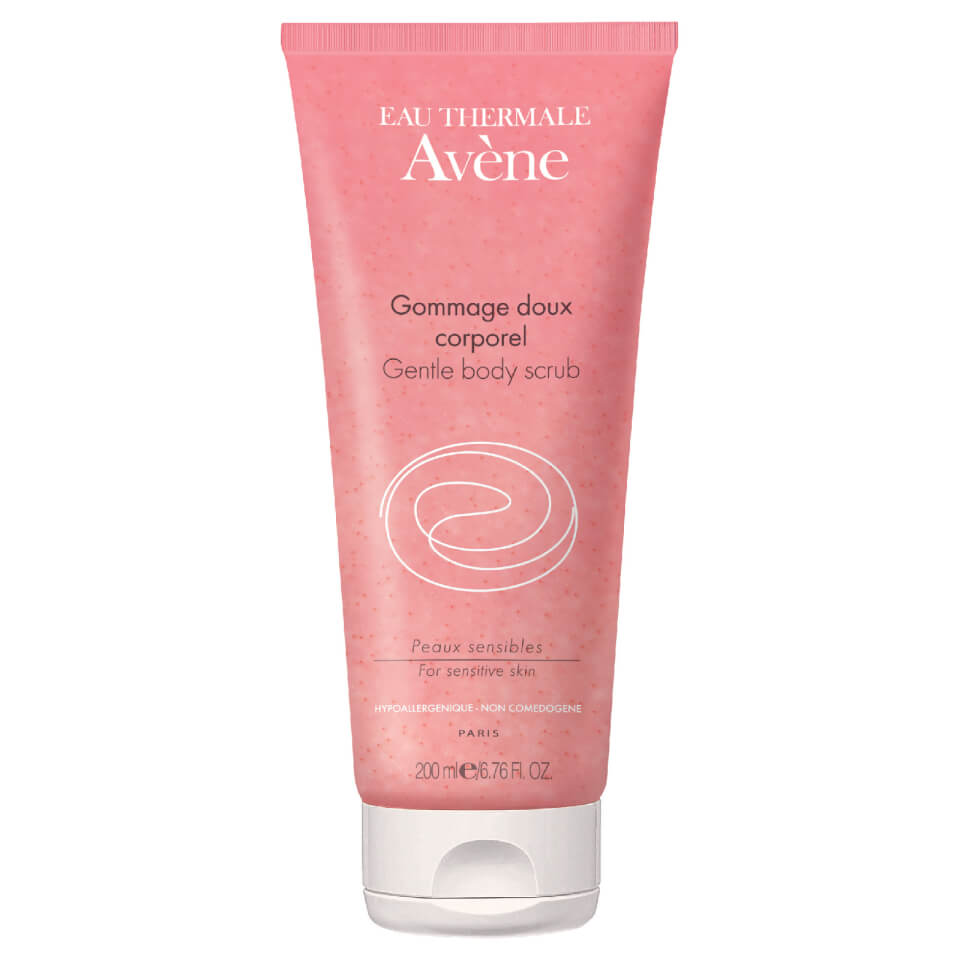 EAU THERMALE
Avène
Gommage doux
corporel
Gentle body scrub
Peaux sensibles
For sensitive skin
HYPOALLERGENIQUE - NON COMEDOGENE
PARIS
200 ml℮/6.76 FL. OZ.